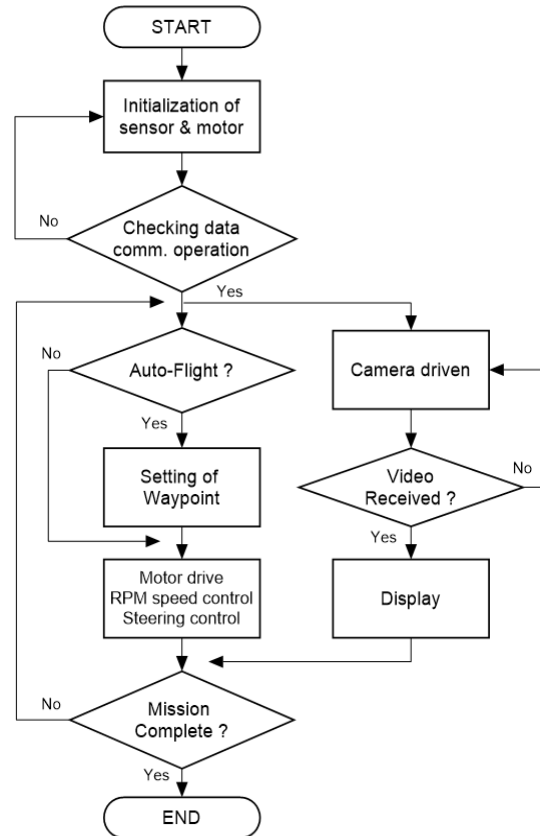 START
Initialization of
sensor & motor
No
Checking data
comm. operation
Yes
No
Auto-Flight ?
Camera driven
Yes
Setting of
Waypoint
Video
Received ?
No
Yes
Motor drive
RPM speed control
Steering control
Display
No
Mission
Complete ?
Yes
END